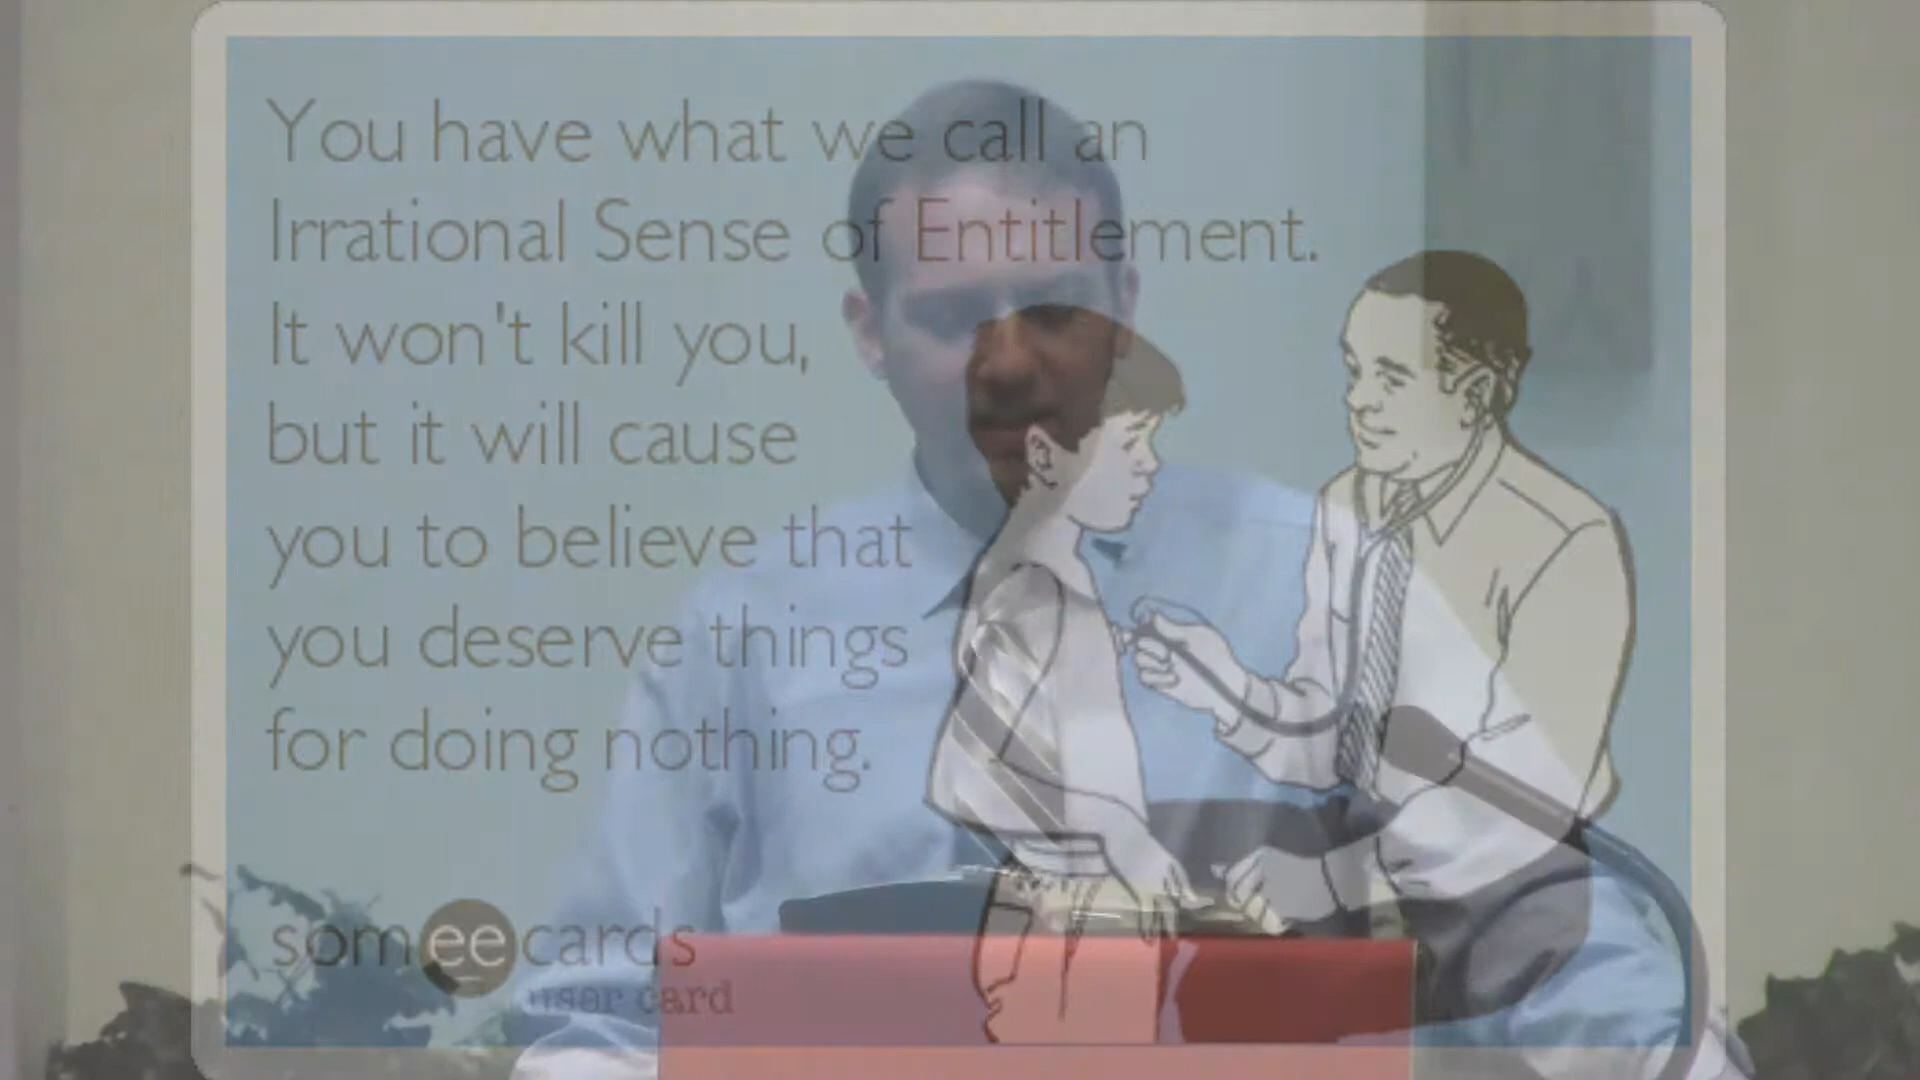 You have what we call an
Irrational Sense of Entitlement.
It won't kill you,
but it will cause
you to believe that
you deserve things
for doing nothing.
someecards
user card